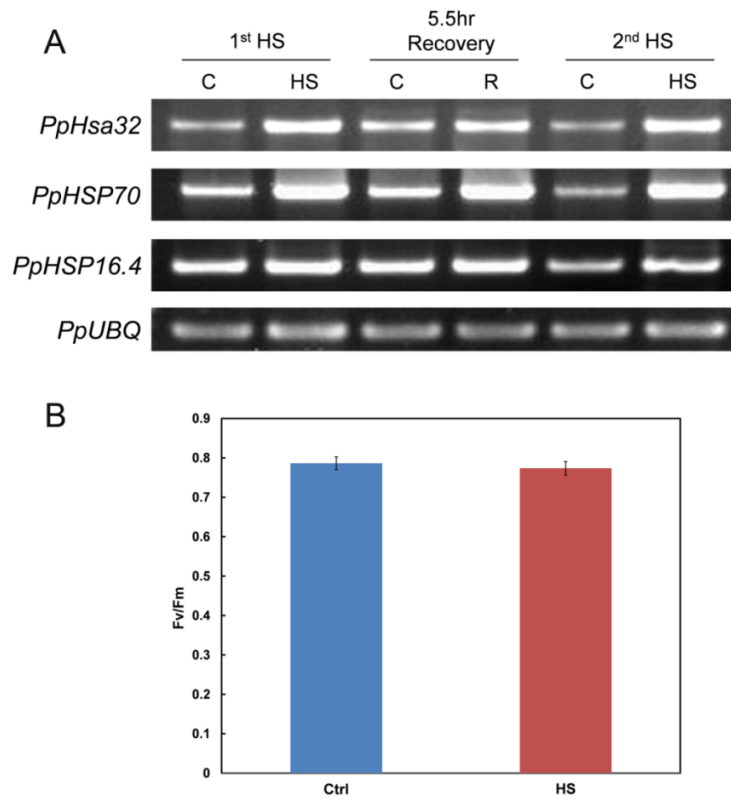 A
1st HS
5.5hr
Recovery
2nd HS
C HS C R C HS
PpHsa32
PpHSP70
PpHSP16.4
PpUBQ
B
0.9
0.8
0.7
0.6
0.5
0.4
0.3
0.2
0.1
0
Fv/Fm
Ctrl HS